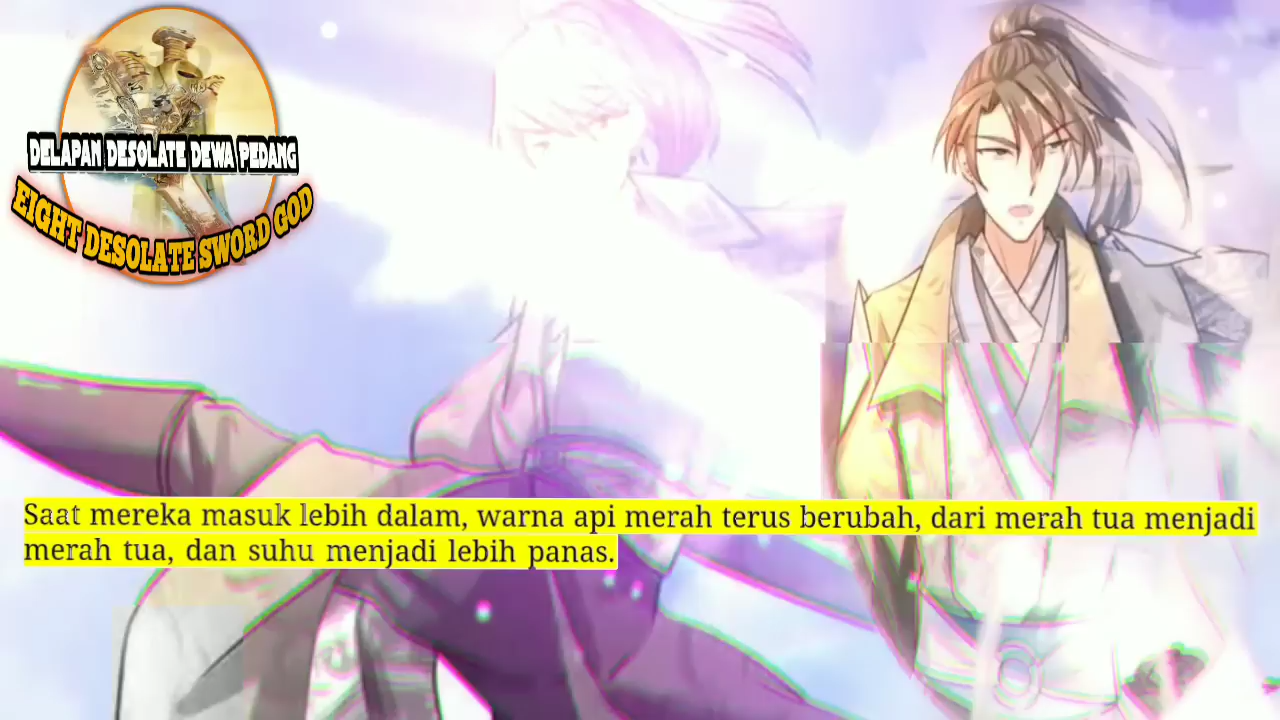 DELAPAN DESOLATE DEWA PEDANG
EIGHT DESOLATE SWORD GOD
Saat mereka masuk lebih dalam, warna api merah terus berubah, dari merah tua menjadi
merah tua, dan suhu menjadi lebih panas.